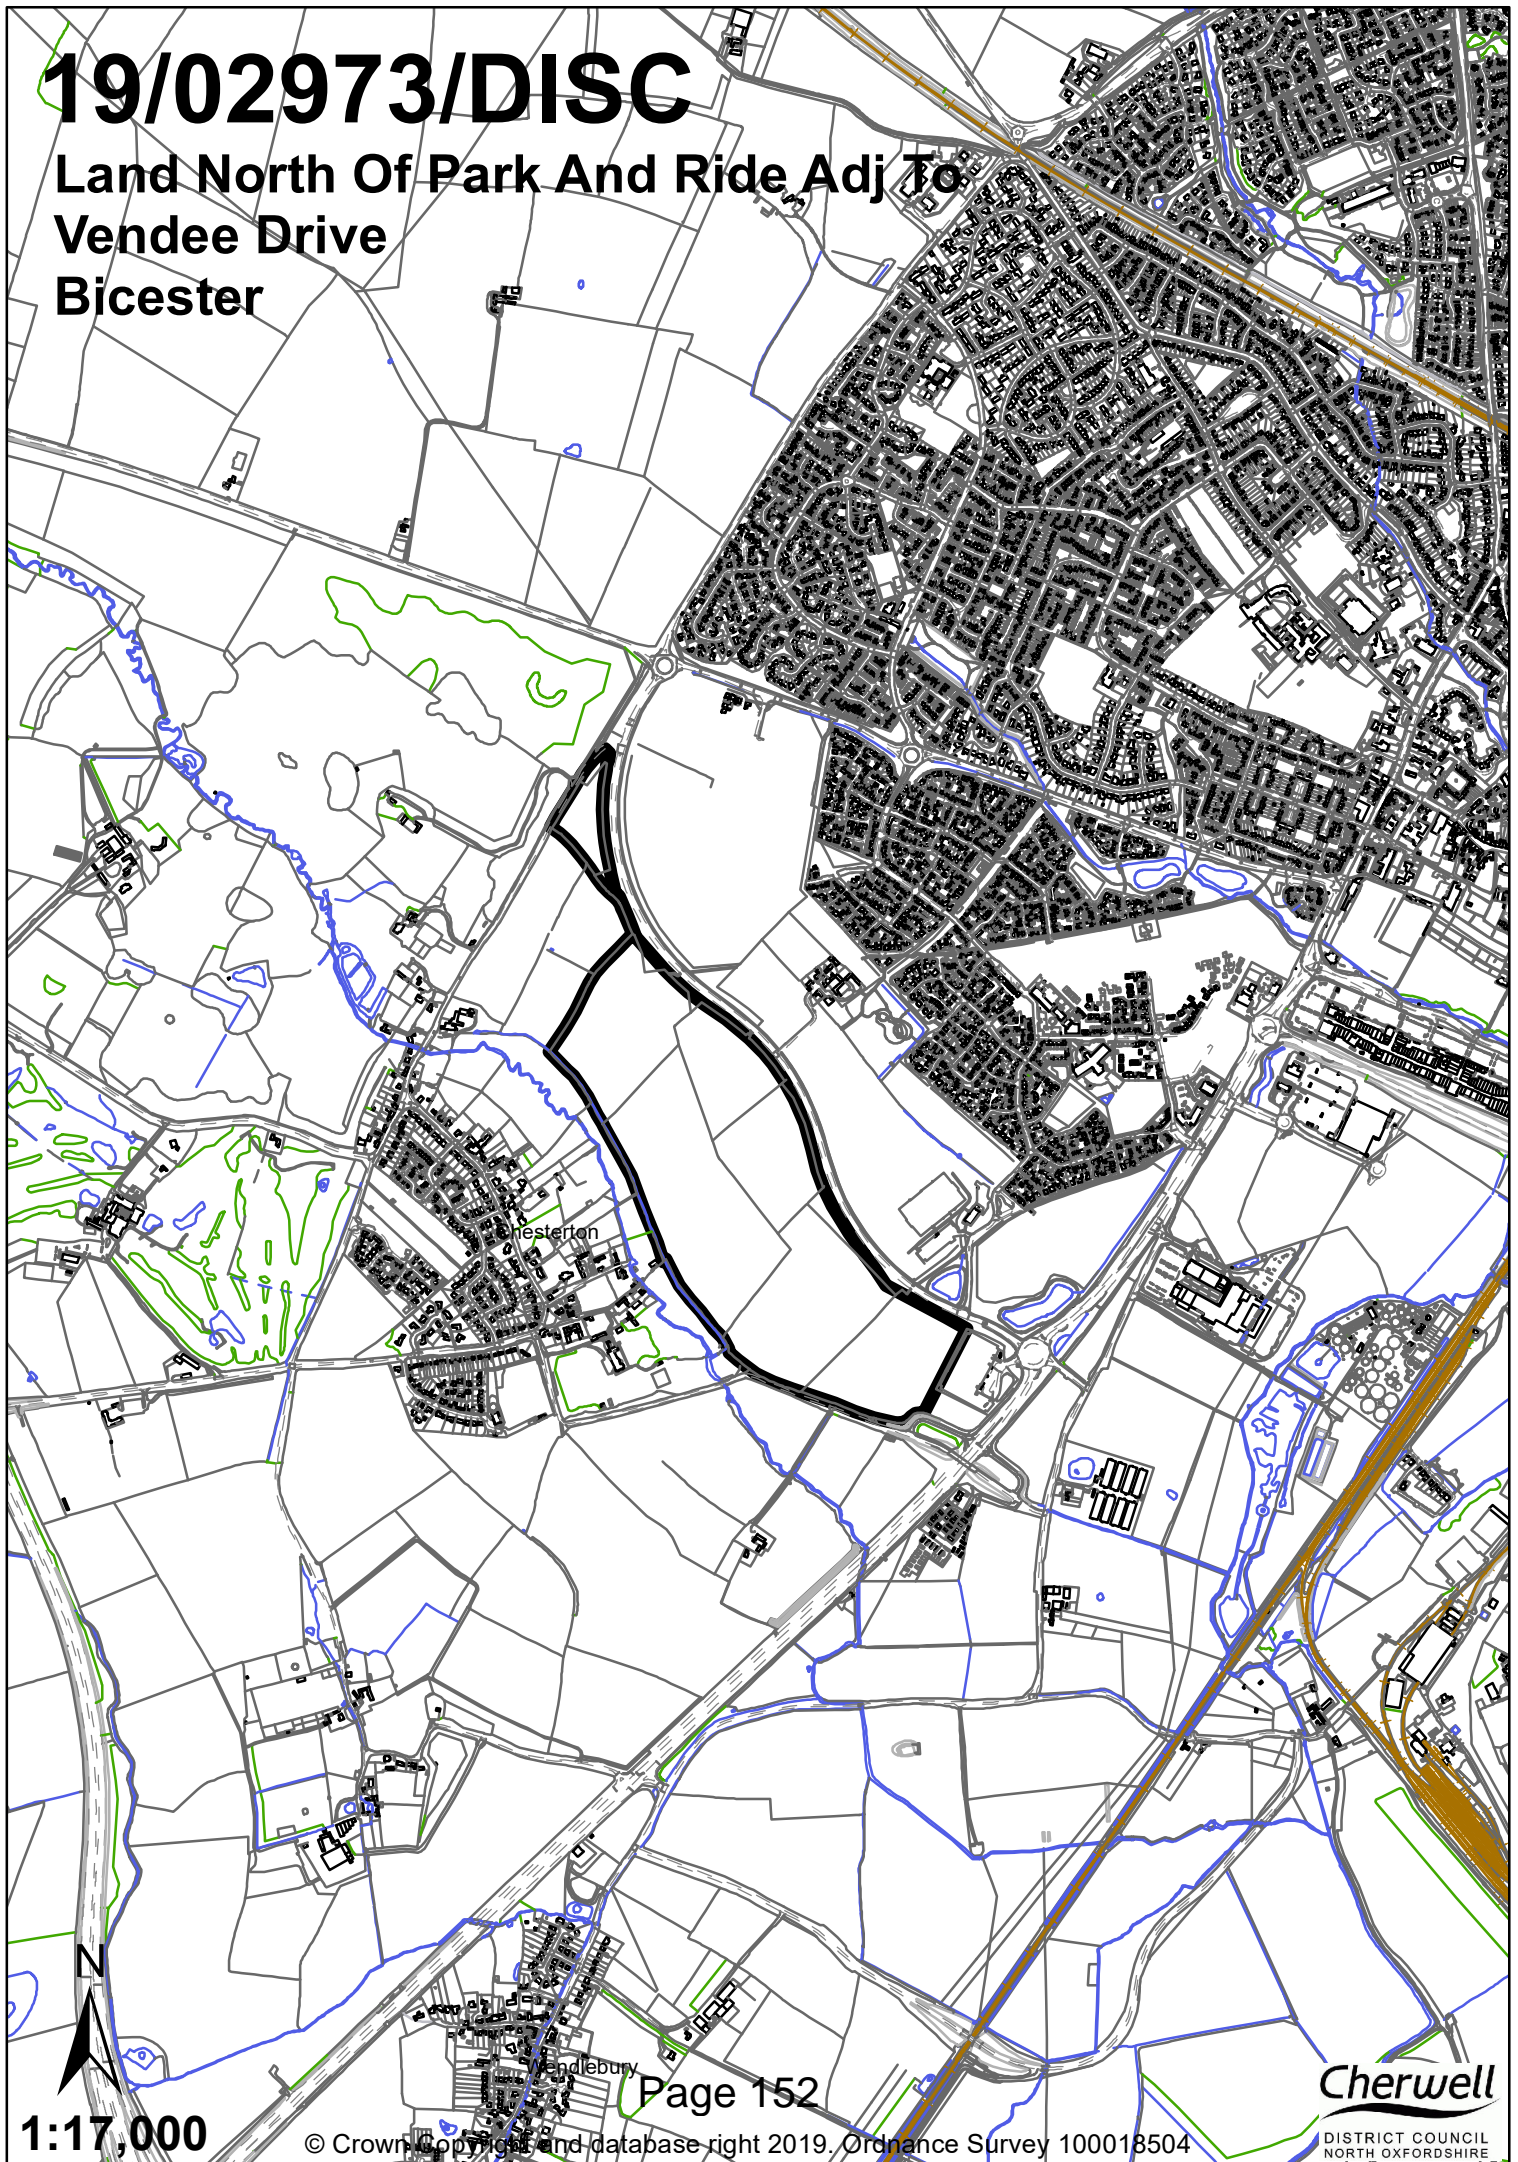 19/02973/DISC
Land North Of Park And Ride Adj To
Vendee Drive
Bicester
Chesterton
N
Wendlebury
Page 152
1:17,000
© Crown Copyright and database right 2019. Ordnance Survey 100018504
Cherwell
DISTRICT COUNCIL
NORTH OXFORDSHIRE